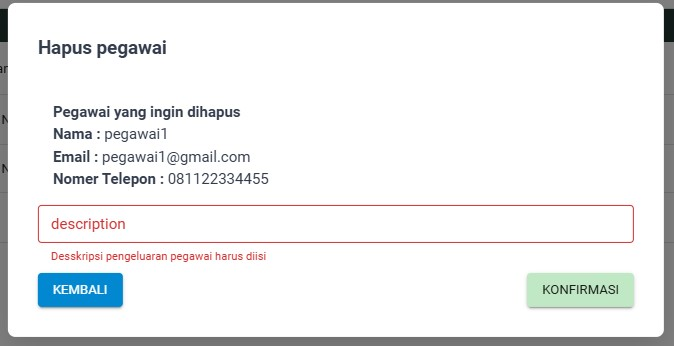 Hapus pegawai
Pegawai yang ingin dihapus
Nama : pegawai1
Email : pegawai1@gmail.com
Nomer Telepon : 081122334455
description
Desskripsi pengeluaran pegawai harus diisi
KEMBALI
KONFIRMASI